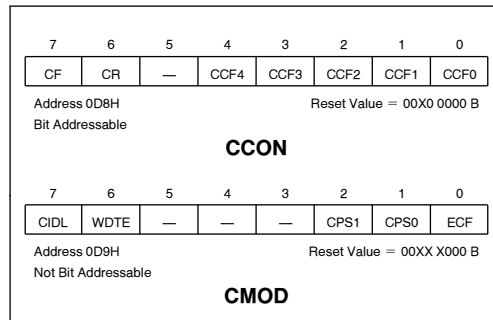 7 6 5 4 3 2 1 0
CF CR — CCF4 CCF3 CCF2 CCF1 CCF0
Address 0D8H Reset Value = 00X0 0000 B
Bit Addressable
CCON
7 6 5 4 3 2 1 0
CIDL WDTE — — — CPS1 CPS0 ECF
Address 0D9H Reset Value = 00XX X000 B
Not Bit Addressable
CMOD